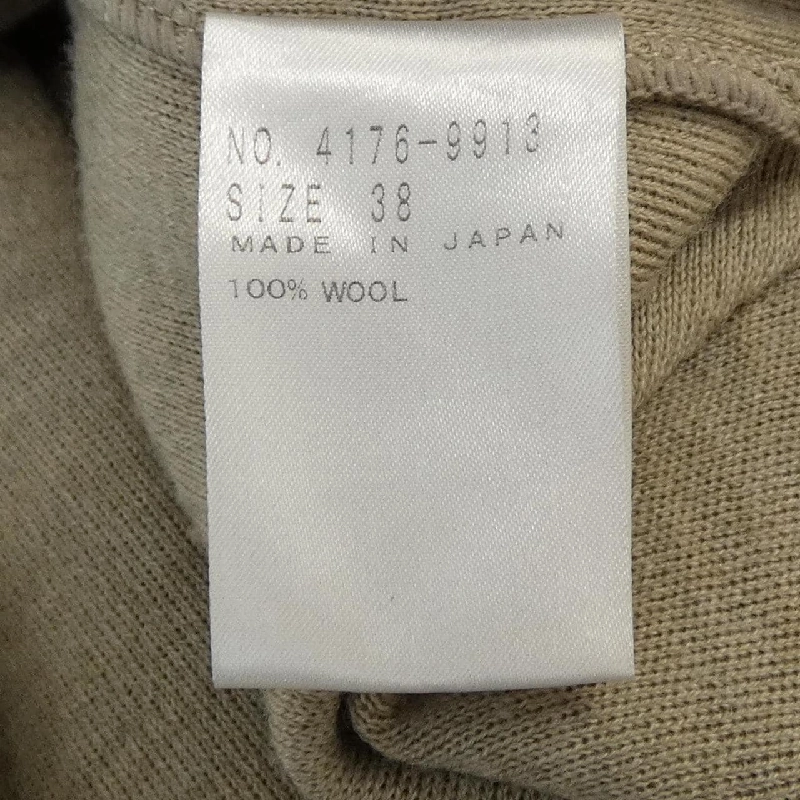 NO. 4176-9913
SIZE 38
MADE IN JAPAN
100% WOOL